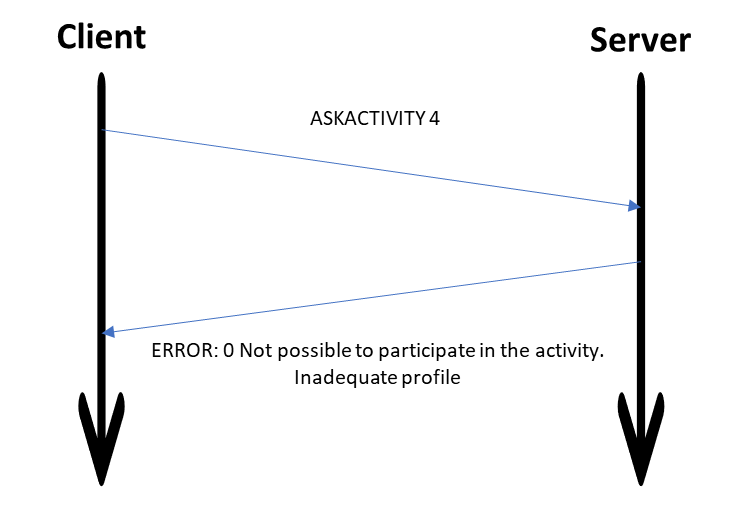 Client
Server
ASKACTIVITY 4
ERROR: 0 Not possible to participate in the activity.
Inadequate profile